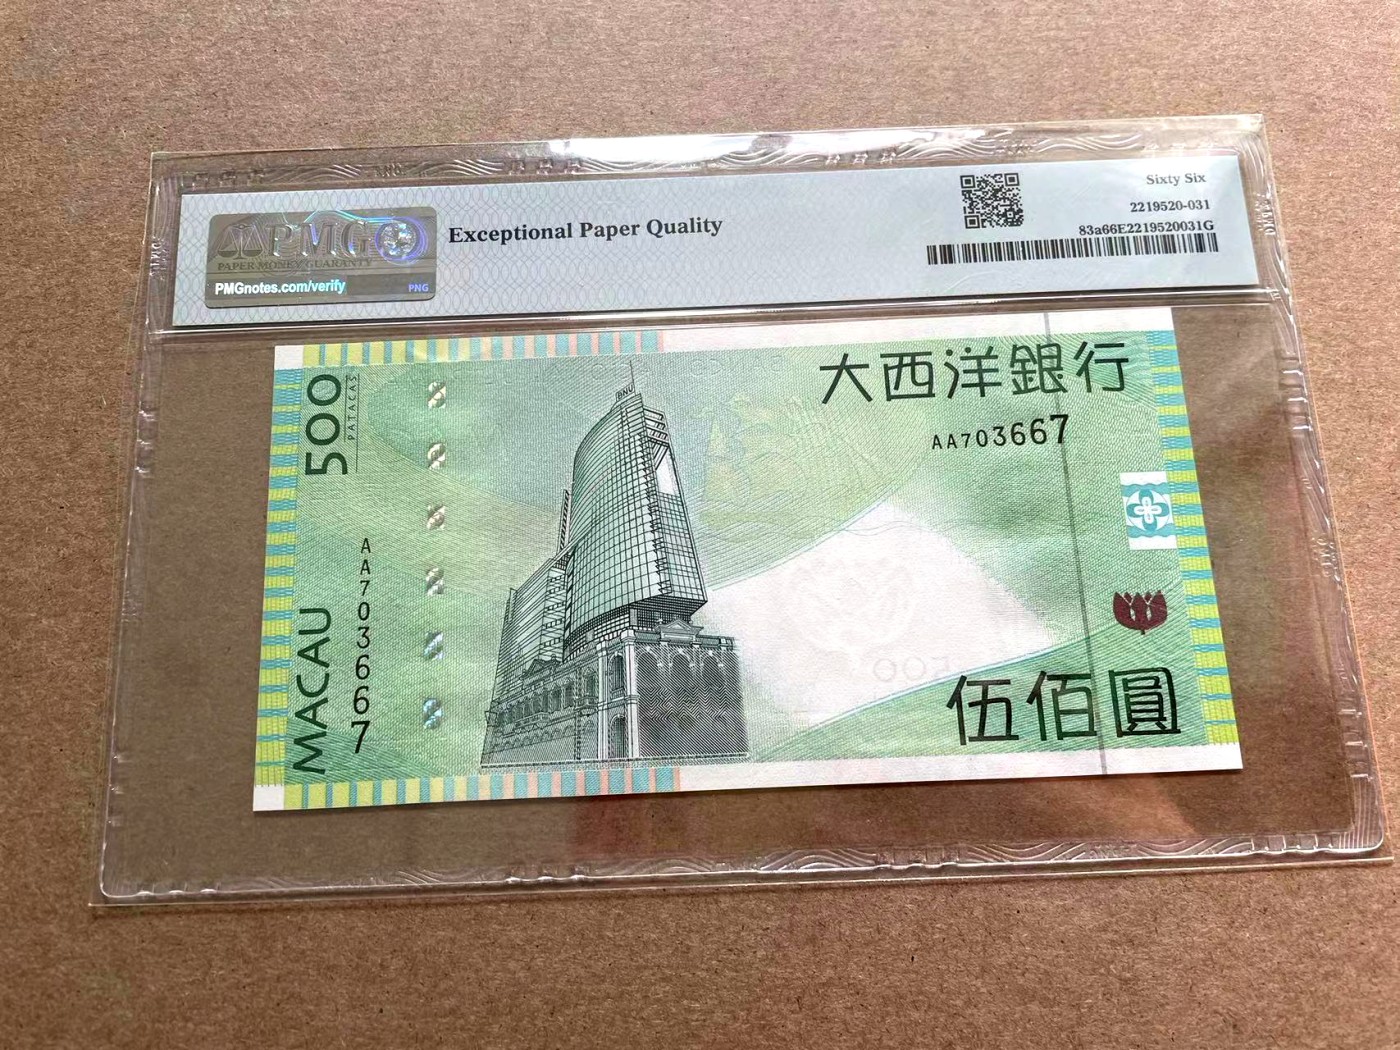 PMG
PAPER MONEY GUARANTY
PMGnotes.com/verify
PNG
Exceptional Paper Quality
Sixty Six
2219520-031
83a66E2219520031G
500
PATACAS
BNU
大西洋銀行
AA703667
AA703667
MACAU
伍佰圓